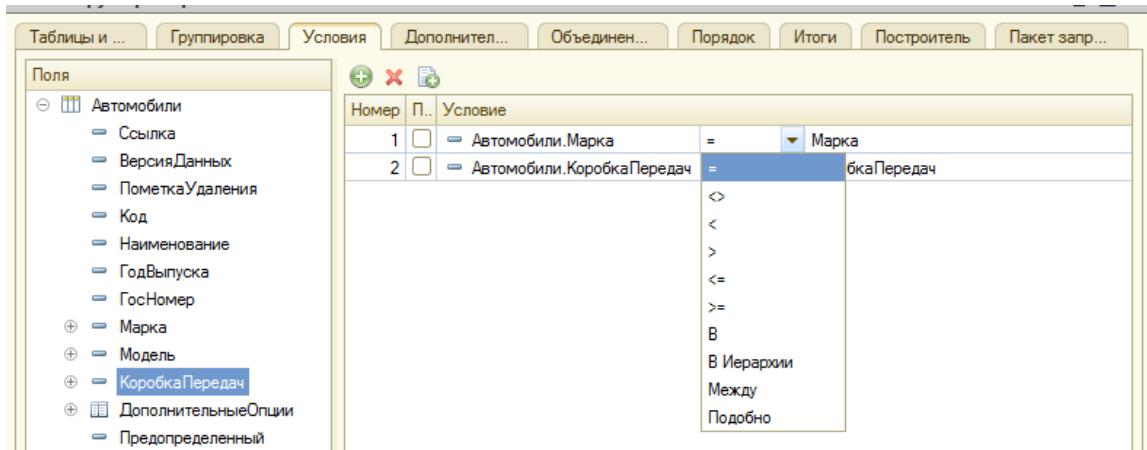 Таблицы и ... Группировка Условия Дополнител... Объединен... Порядок Итоги Построитель Пакет запр...
Поля
Автомобили
Ссылка
ВерсияДанных
ПометкаУдаления
Код
Наименование
ГодВыпуска
ГосНомер
Марка
Модель
КоробкаПередач
ДополнительныеОпции
Предопределенный
Номер П.. Условие
1 Автомобили.Марка = Марка
2 Автомобили.КоробкаПередач = бкаПередач
<>
<
>
<=
>=
В
В Иерархии
Между
Подобно